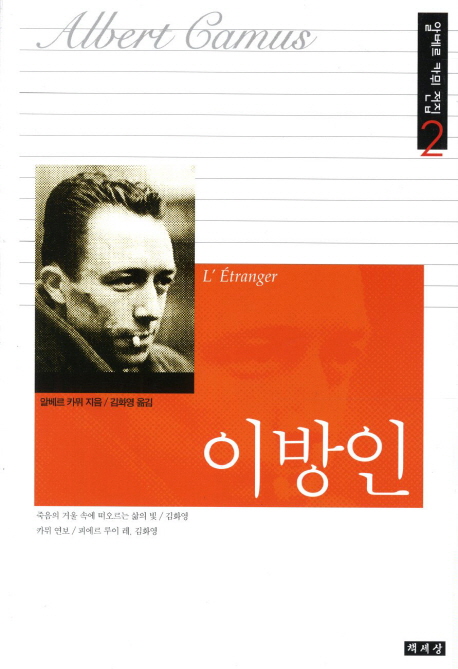 Albert Camus
알베르 카뮈 전집
2
L' Étranger
알베르 카뮈 지음 / 김화영 옮김
이방인
죽음의 거울 속에 떠오르는 삶의 빛 / 김화영
카뮈 연보 / 피에르 루이 레, 김화영
책세상